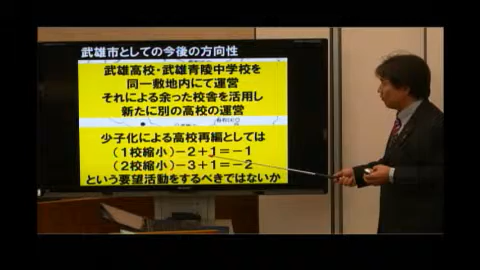 武雄市としての今後の方向性
武雄高校・武雄青陵中学校を
同一敷地内にて運営
それによる余った校舎を活用し
新たに別の高校の運営
少子化による高校再編としては
(1校縮小)-2+1=-1
(2校縮小)-3+1=-2
という要望活動をするべきではないか